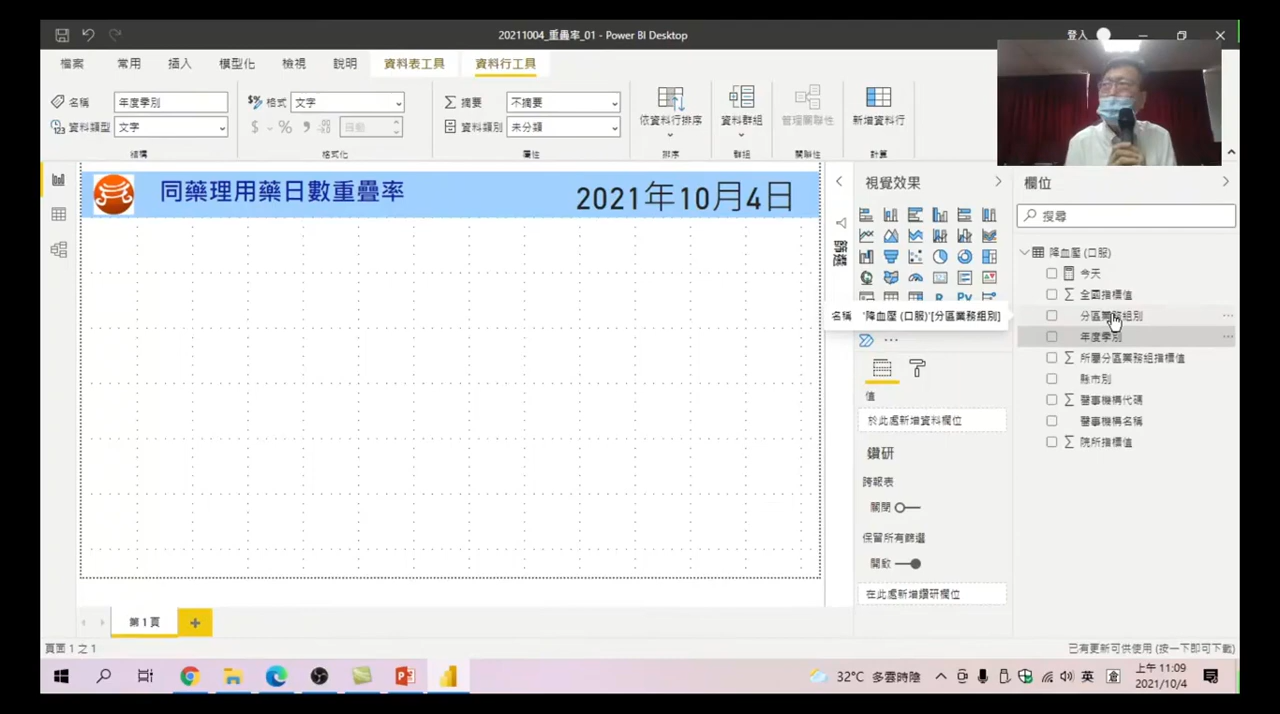 20211004_重疊率_01 - Power BI Desktop
登入
檔案 常用 插入 模型化 檢視 說明 資料表工具 資料行工具
名稱 年度季別
資料類型 文字
結構
格式 文字
$ % 自動
格式化
摘要 不摘要
資料類別 未分類
屬性
依資料行排序
排序
資料群組
群組
管理關聯性
關聯性
新增資料行
計算
同藥理用藥日數重疊率
2021年10月4日
篩選
視覺效果
R Py
名稱 '降血壓 (口服)'[分區業務組別]
值
於此處新增資料欄位
鑽研
跨報表
關閉
保留所有篩選
開啟
在此處新增鑽研欄位
欄位
搜尋
降血壓 (口服)
今天
全國指標值
分區業務組別
年度季別
所屬分區業務組指標值
縣市別
醫事機構代碼
醫事機構名稱
院所指標值
第 1 頁
頁面 1 之 1
已有更新可供使用 (按一下即可下載)
32°C 多雲時陰
英
倉
上午 11:09
2021/10/4